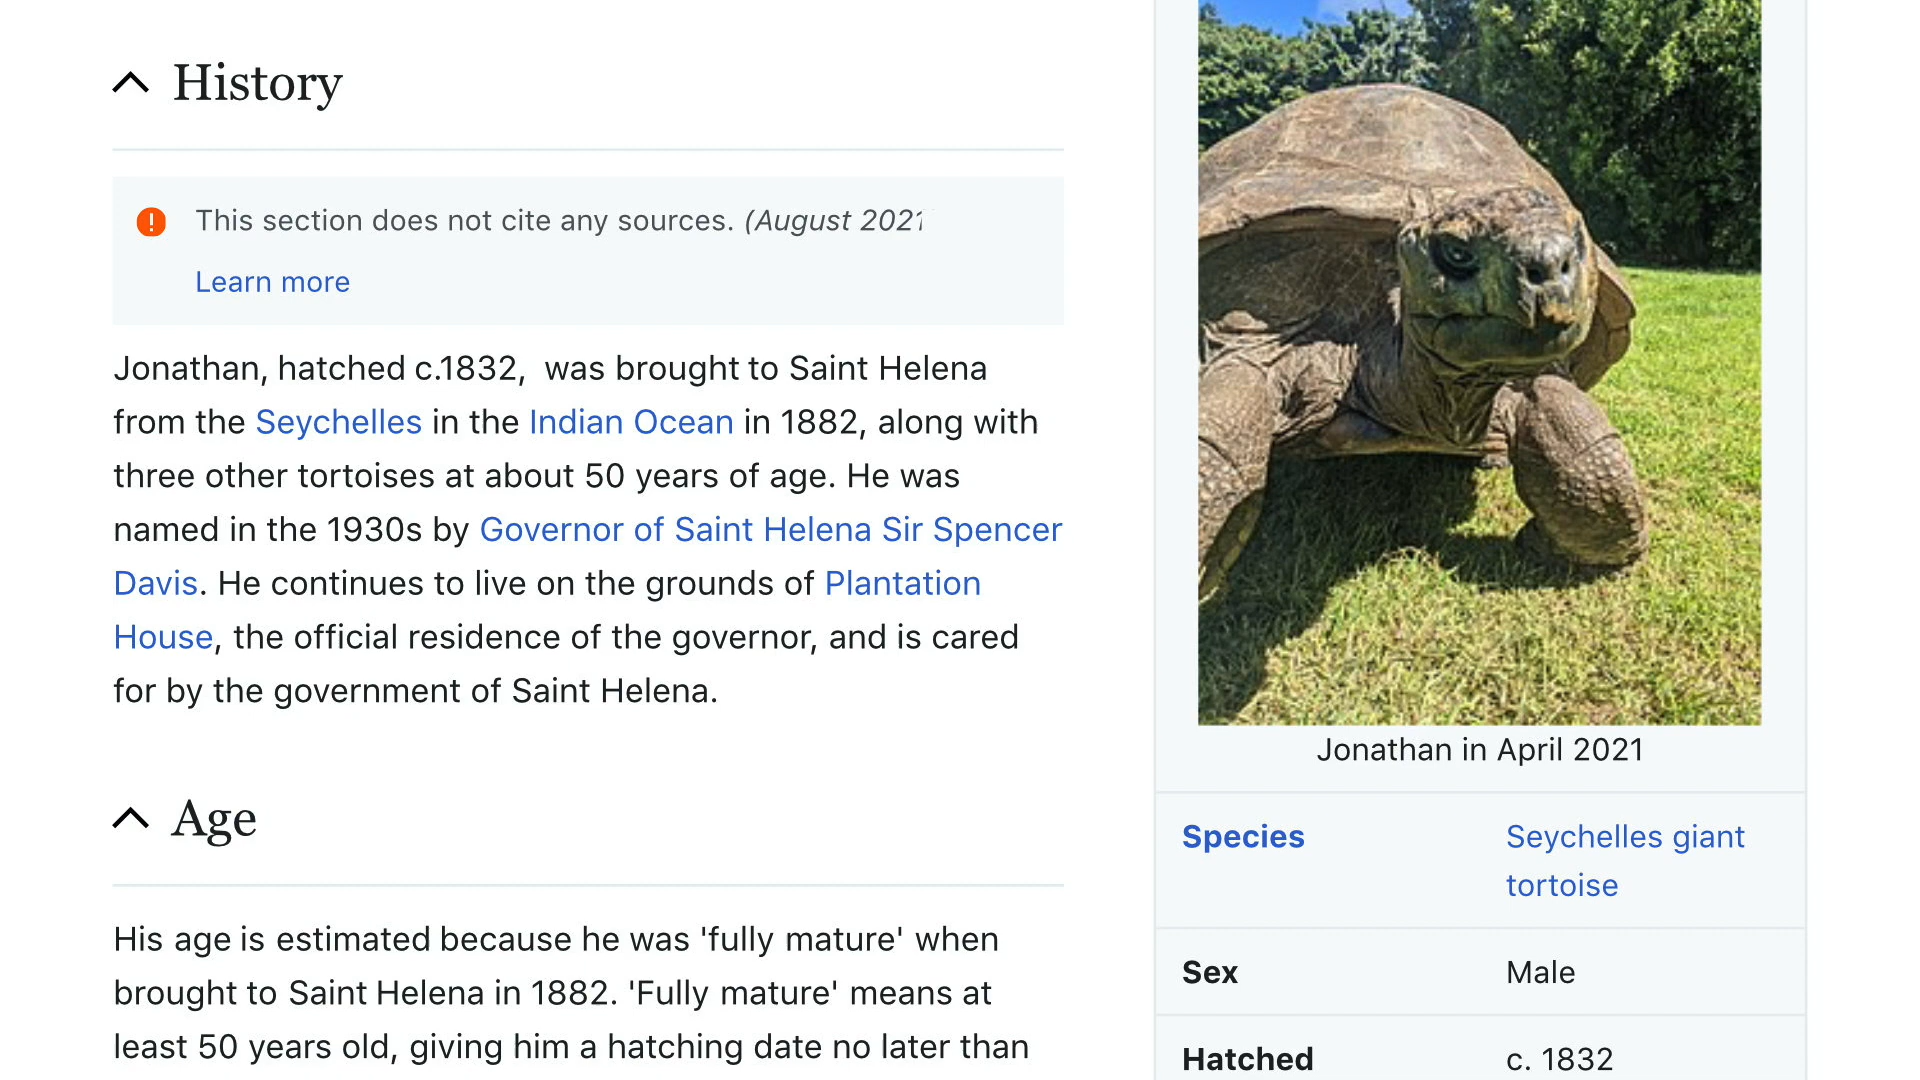 History
This section does not cite any sources. (August 2021
Learn more
Jonathan, hatched c.1832, was brought to Saint Helena
from the Seychelles in the Indian Ocean in 1882, along with
three other tortoises at about 50 years of age. He was
named in the 1930s by Governor of Saint Helena Sir Spencer
Davis. He continues to live on the grounds of Plantation
House, the official residence of the governor, and is cared
for by the government of Saint Helena.
Age
His age is estimated because he was 'fully mature' when
brought to Saint Helena in 1882. 'Fully mature' means at
least 50 years old, giving him a hatching date no later than
Jonathan in April 2021
Species Seychelles giant
tortoise
Sex Male
Hatched c. 1832